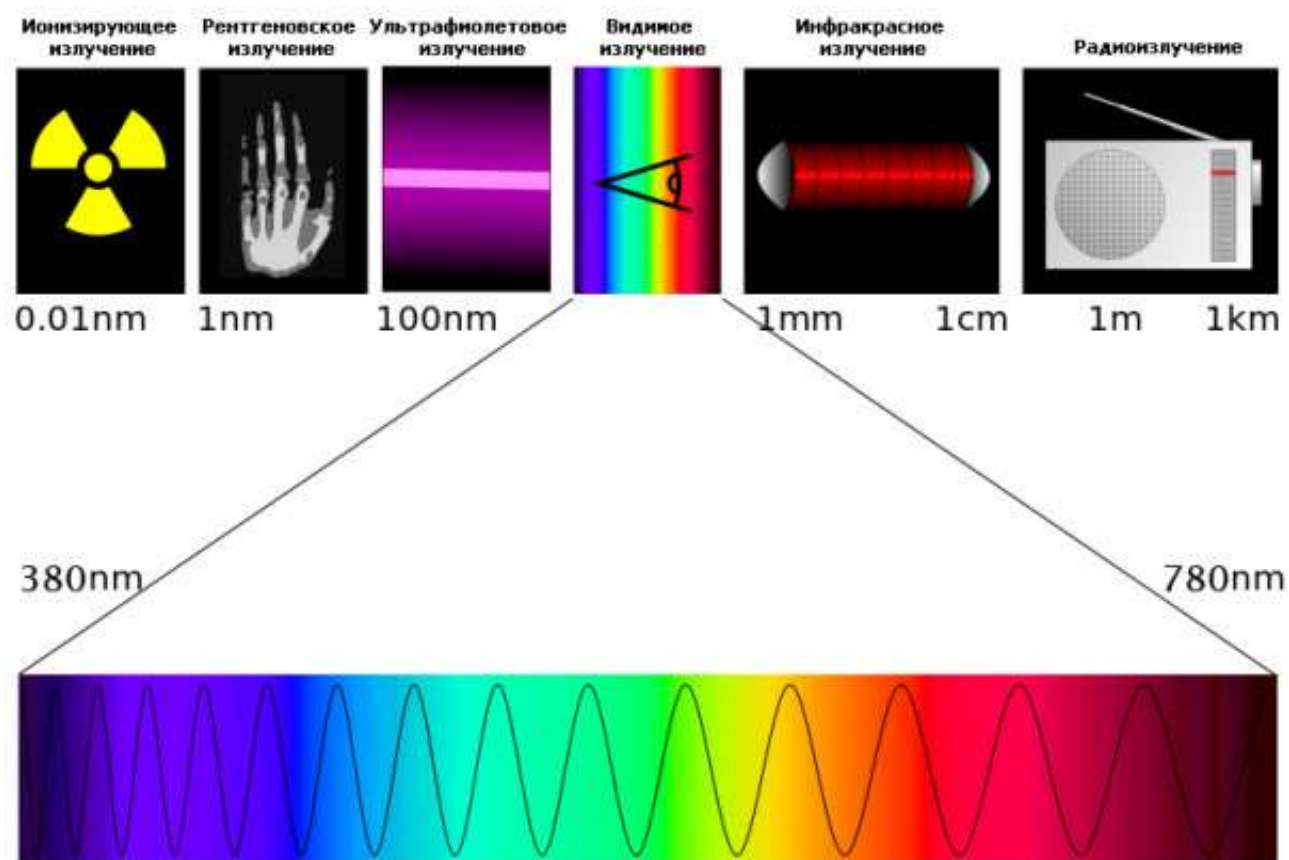 Ионизирующее
излучение
Рентгеновское
излучение
Ультрафиолетовое
излучение
Видимое
излучение
Инфракрасное
излучение
Радиоизлучение
0.01nm
1nm
100nm
1mm
1cm
1m
1km
380nm
780nm